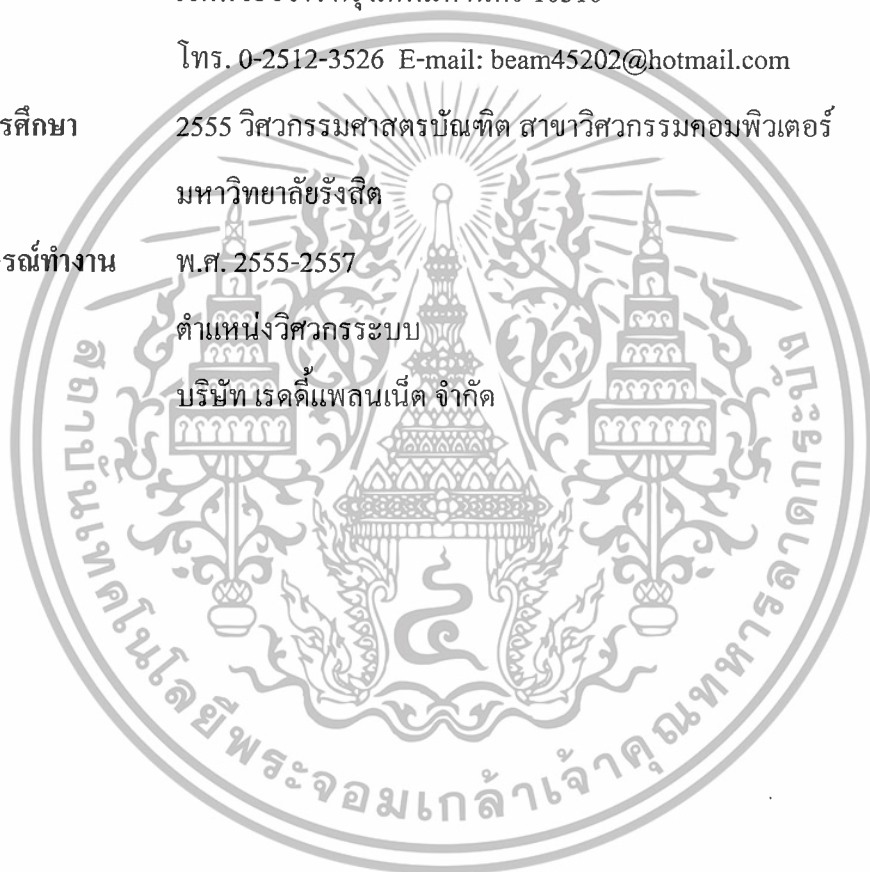 โทร. 0-2512-3526 E-mail: beam45202@hotmail.com
รศึกษา 2555 วิศวกรรมศาสตรบัณฑิต สาขาวิศวกรรมคอมพิวเตอร์
มหาวิทยาลัยรังสิต
รณ์ทำงาน พ.ศ. 2555-2557
ตำแหน่งวิศวกรระบบ
บริษัท เรดดี้แพลนเน็ต จำกัด
สถาบันเทคโนโลยีพระจอมเกล้าเจ้าคุณทหารลาดกระบัง